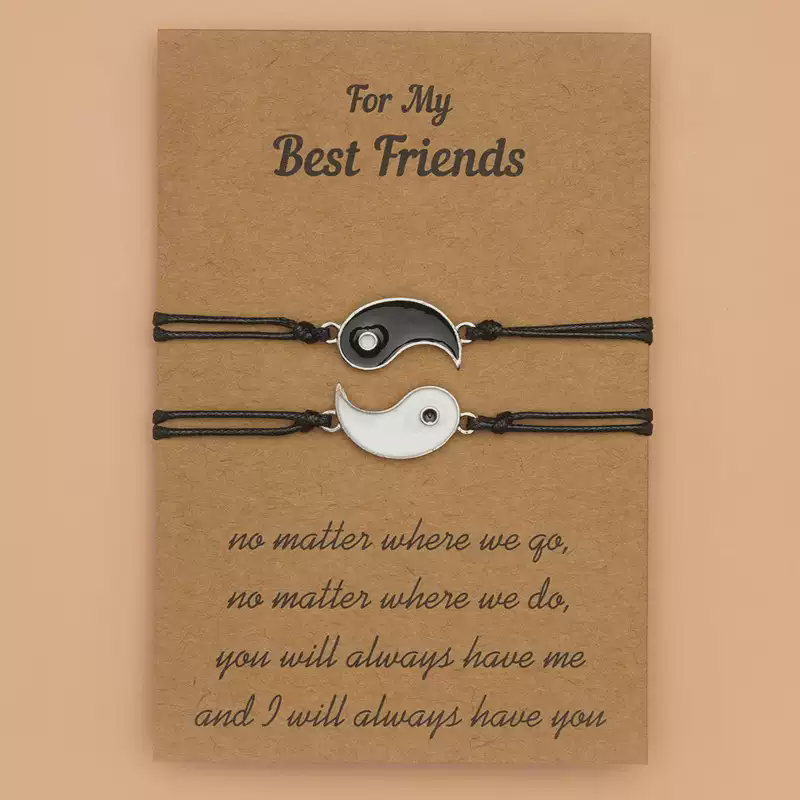 For My
Best Friends
no matter where we go,
no matter where we do,
you will always have me
and I will always have you